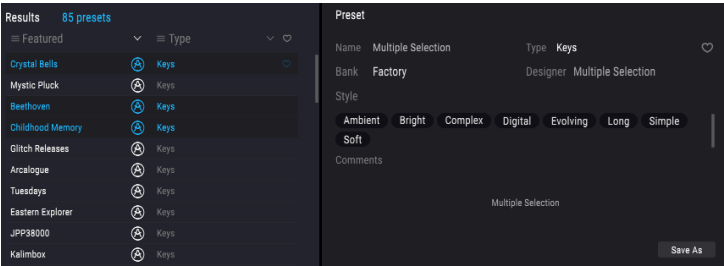 Results 85 presets
Featured Type
Crystal Bells Keys
Mystic Pluck Keys
Beethoven Keys
Childhood Memory Keys
Glitch Releases Keys
Arcalogue Keys
Tuesdays Keys
Eastern Explorer Keys
JPP38000 Keys
Kalimbox Keys
Preset
Name Multiple Selection Type Keys
Bank Factory Designer Multiple Selection
Style
Ambient Bright Complex Digital Evolving Long Simple
Soft
Comments
Multiple Selection
Save As